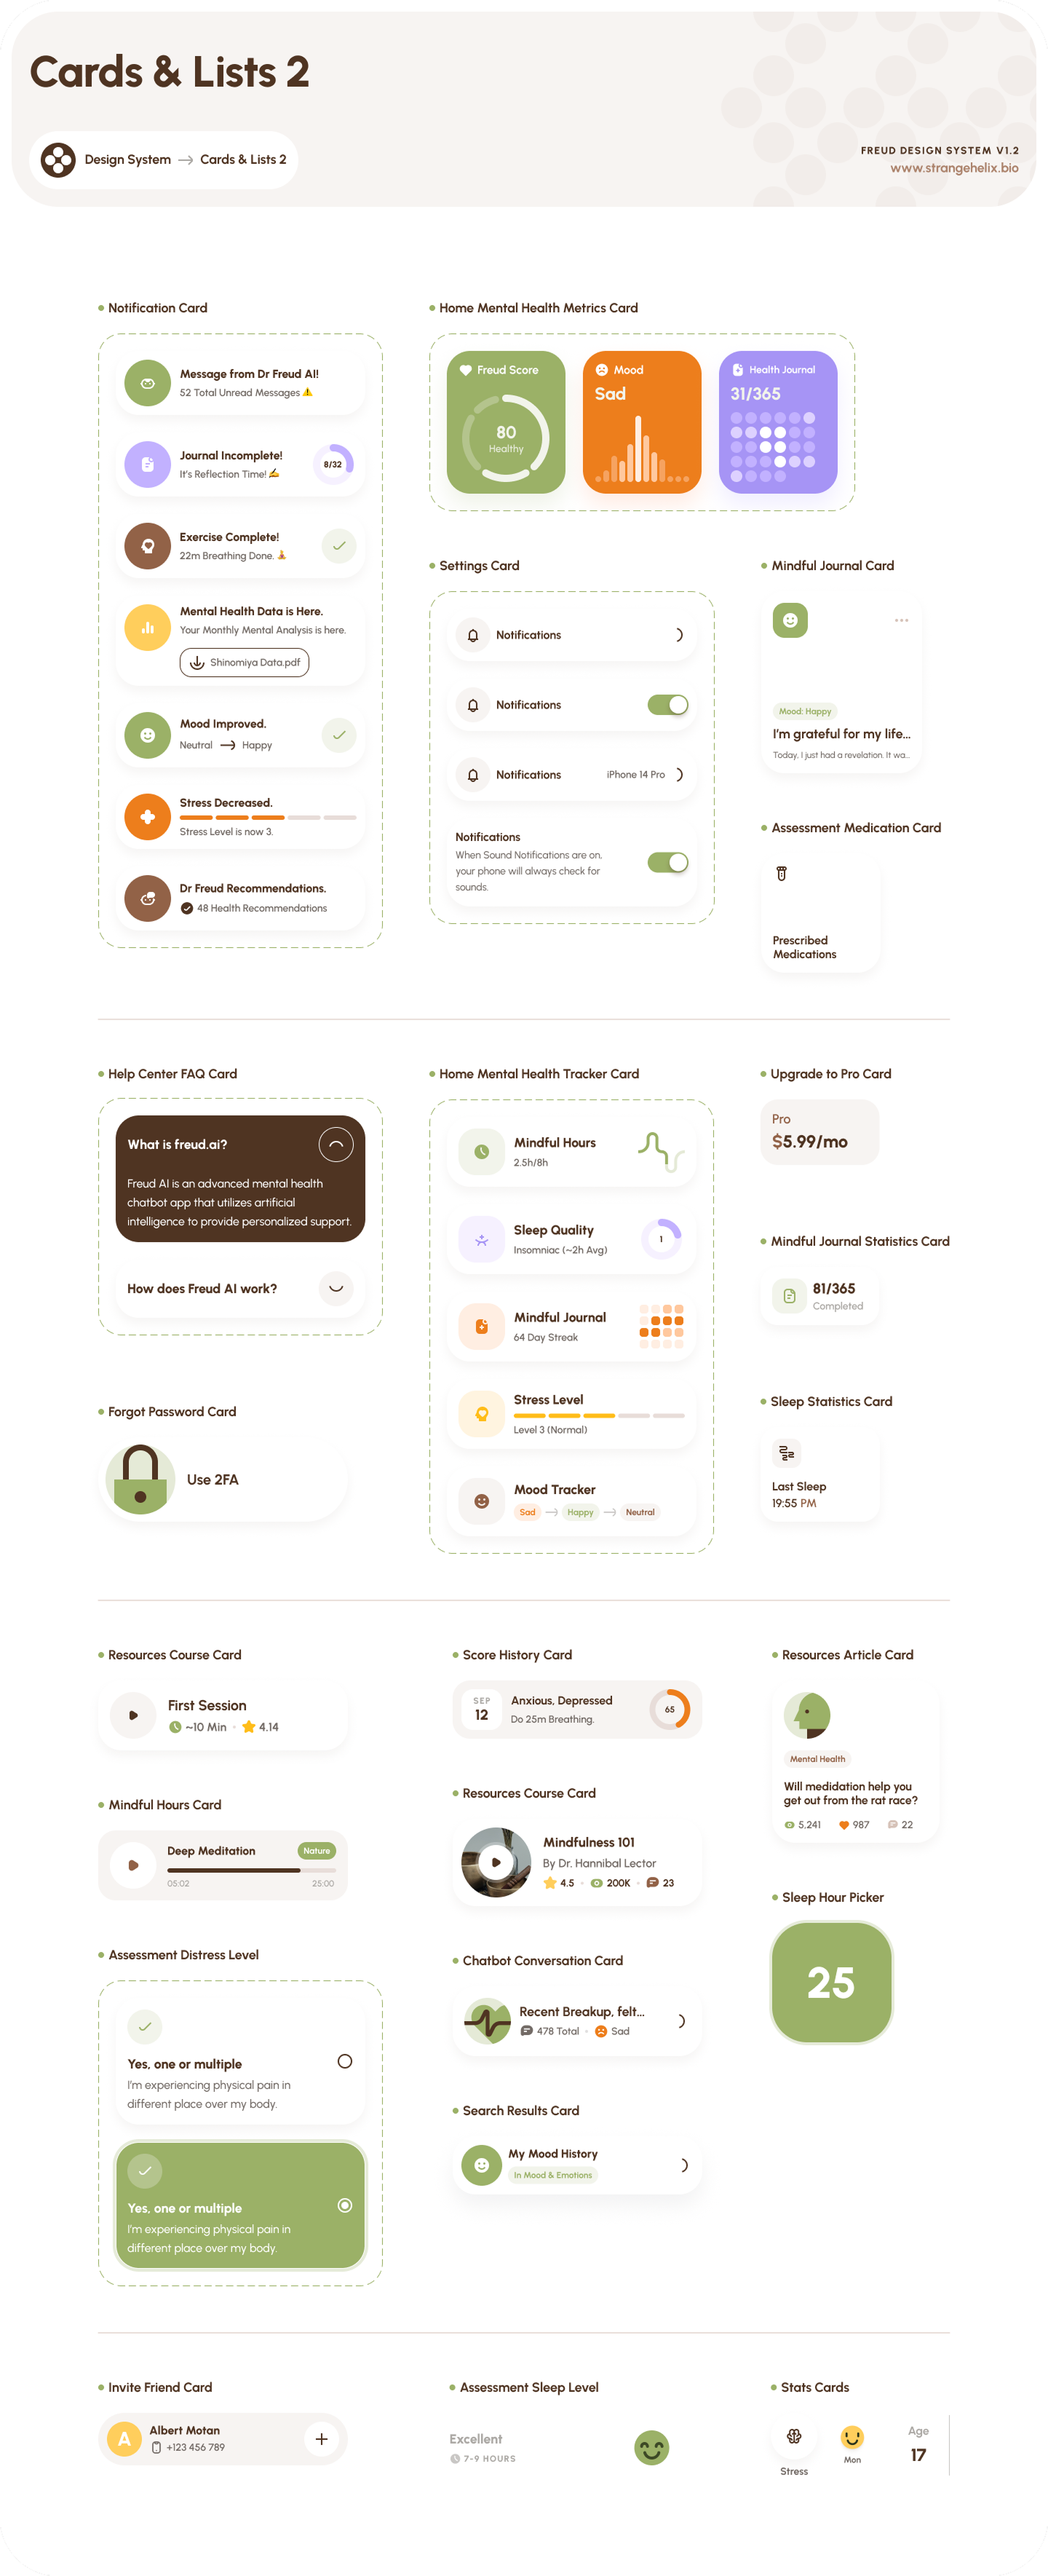 Cards & Lists 2
Design System → Cards & Lists 2
FREUD DESIGN SYSTEM V1.2
www.strangehelix.bio
Notification Card
Message from Dr Freud AI!
52 Total Unread Messages ⚠️
Journal Incomplete!
It's Reflection Time! ✍️
8/32
Exercise Complete!
22m Breathing Done. 🧘
Mental Health Data is Here.
Your Monthly Mental Analysis is here.
Shinomiya Data.pdf
Mood Improved.
Neutral → Happy
Stress Decreased.
Stress Level is now 3.
Dr Freud Recommendations.
48 Health Recommendations
Home Mental Health Metrics Card
Freud Score
80
Healthy
Mood
Sad
Health Journal
31/365
Settings Card
Notifications
Notifications
Notifications
iPhone 14 Pro
Notifications
When Sound Notifications are on,
your phone will always check for
sounds.
Mindful Journal Card
Mood: Happy
I'm grateful for my life...
Today, I just had a revelation. It wa...
Assessment Medication Card
Prescribed
Medications
Help Center FAQ Card
What is freud.ai?
Freud AI is an advanced mental health
chatbot app that utilizes artificial
intelligence to provide personalized support.
How does Freud AI work?
Forgot Password Card
Use 2FA
Home Mental Health Tracker Card
Mindful Hours
2.5h/8h
Sleep Quality
Insomniac (~2h Avg)
1
Mindful Journal
64 Day Streak
Stress Level
Level 3 (Normal)
Mood Tracker
Sad → Happy → Neutral
Upgrade to Pro Card
Pro
$5.99/mo
Mindful Journal Statistics Card
81/365
Completed
Sleep Statistics Card
Last Sleep
19:55 PM
Resources Course Card
First Session
~10 Min
4.14
Mindful Hours Card
Deep Meditation
Nature
05:02
25:00
Assessment Distress Level
Yes, one or multiple
I'm experiencing physical pain in
different place over my body.
Yes, one or multiple
I'm experiencing physical pain in
different place over my body.
Score History Card
SEP
12
Anxious, Depressed
Do 25m Breathing.
65
Resources Course Card
Mindfulness 101
By Dr. Hannibal Lector
4.5
200K
23
Chatbot Conversation Card
Recent Breakup, felt...
478 Total
Sad
Search Results Card
My Mood History
In Mood & Emotions
Resources Article Card
Mental Health
Will medidation help you
get out from the rat race?
5,241
987
22
Sleep Hour Picker
25
Invite Friend Card
A
Albert Motan
+123 456 789
Assessment Sleep Level
Excellent
7-9 HOURS
Stats Cards
Stress
Mon
Age
17